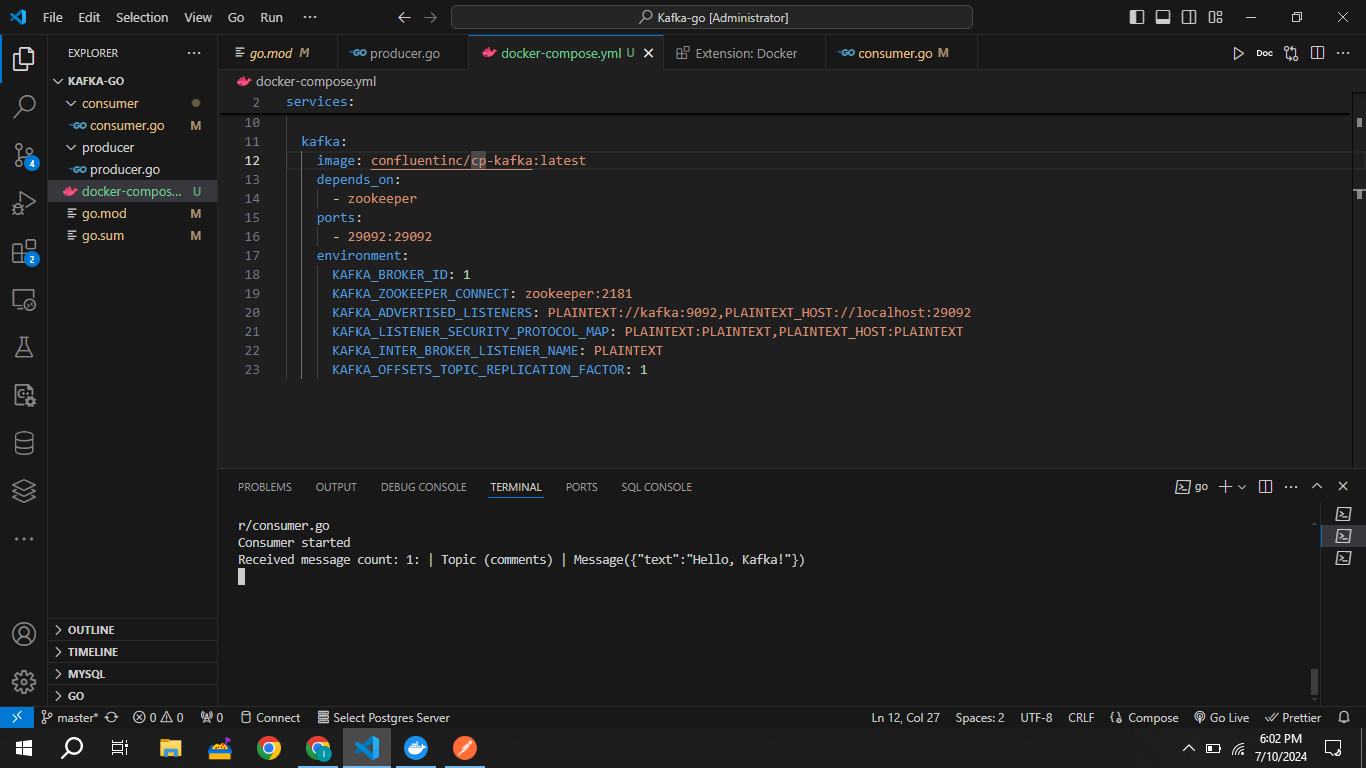 File Edit Selection View Go Run ···
Kafka-go [Administrator]
EXPLORER ···
KAFKA-GO
consumer
GO consumer.go M
producer
GO producer.go
docker-compos... U
go.mod M
go.sum M
OUTLINE
TIMELINE
MYSQL
GO
4
2
go.mod M
GO producer.go
docker-compose.yml U
Extension: Docker
GO consumer.go M
Doc
docker-compose.yml
2 services:
10
11 kafka:
12 image: confluentinc/cp-kafka:latest
13 depends_on:
14 - zookeeper
15 ports:
16 - 29092:29092
17 environment:
18 KAFKA_BROKER_ID: 1
19 KAFKA_ZOOKEEPER_CONNECT: zookeeper:2181
20 KAFKA_ADVERTISED_LISTENERS: PLAINTEXT://kafka:9092,PLAINTEXT_HOST://localhost:29092
21 KAFKA_LISTENER_SECURITY_PROTOCOL_MAP: PLAINTEXT:PLAINTEXT,PLAINTEXT_HOST:PLAINTEXT
22 KAFKA_INTER_BROKER_LISTENER_NAME: PLAINTEXT
23 KAFKA_OFFSETS_TOPIC_REPLICATION_FACTOR: 1
PROBLEMS OUTPUT DEBUG CONSOLE TERMINAL PORTS SQL CONSOLE
go
r/consumer.go
Consumer started
Received message count: 1: | Topic (comments) | Message({"text":"Hello, Kafka!"})
master* 0 0 0 Connect Select Postgres Server
Ln 12, Col 27 Spaces: 2 UTF-8 CRLF Compose Go Live Prettier
6:02 PM
7/10/2024